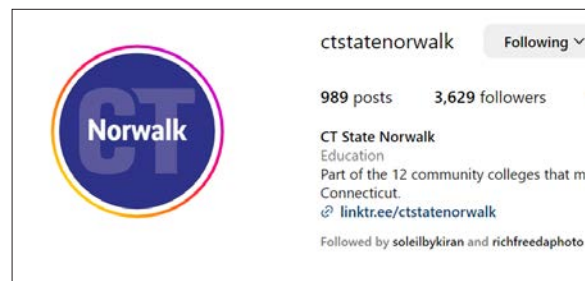 CT
Norwalk
ctstatenorwalk Following
989 posts 3,629 followers
CT State Norwalk
Education
Part of the 12 community colleges that m
Connecticut.
linktr.ee/ctstatenorwalk
Followed by soleilbykiran and richfreedaphoto